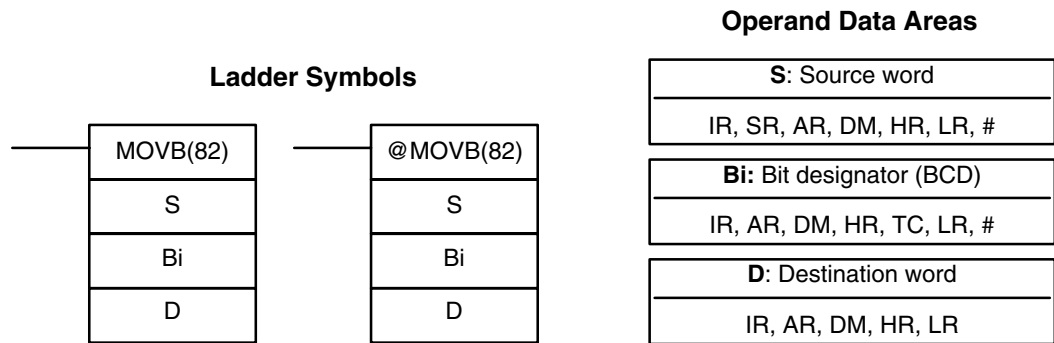 Ladder Symbols
MOVB(82)
S
Bi
D
@MOVB(82)
S
Bi
D
Operand Data Areas
S: Source word
IR, SR, AR, DM, HR, LR, #
Bi: Bit designator (BCD)
IR, AR, DM, HR, TC, LR, #
D: Destination word
IR, AR, DM, HR, LR